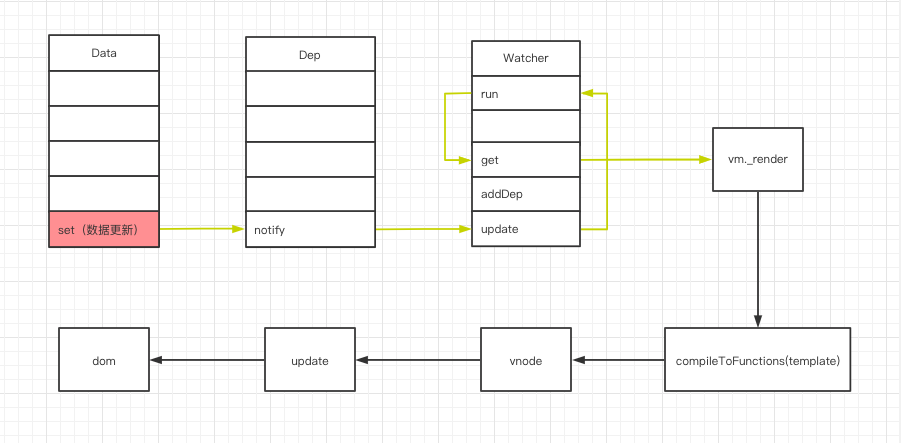 Data
Dep
Watcher
run
get
vm._render
addDep
set（数据更新）
notify
update
dom
update
vnode
compileToFunctions(template)